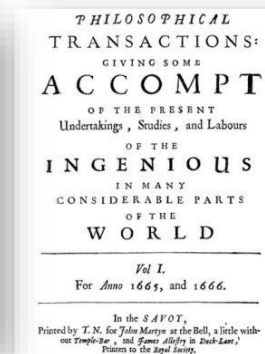 PHILOSOPHICAL
TRANSACTIONS:
GIVING SOME
ACCOMPT
OF THE PRESENT
Undertakings, Studies, and Labours
OF THE
INGENIOUS
IN MANY
CONSIDERABLE PARTS
OF THE
WORLD
Vol I.
For Anno 1665, and 1666.
In the SAVOY,
Printed by T. N. for John Martyn at the Bell, a little with-
out Temple-Bar, and James Allestry in Duck-Lane,
Printers to the Royal Society.